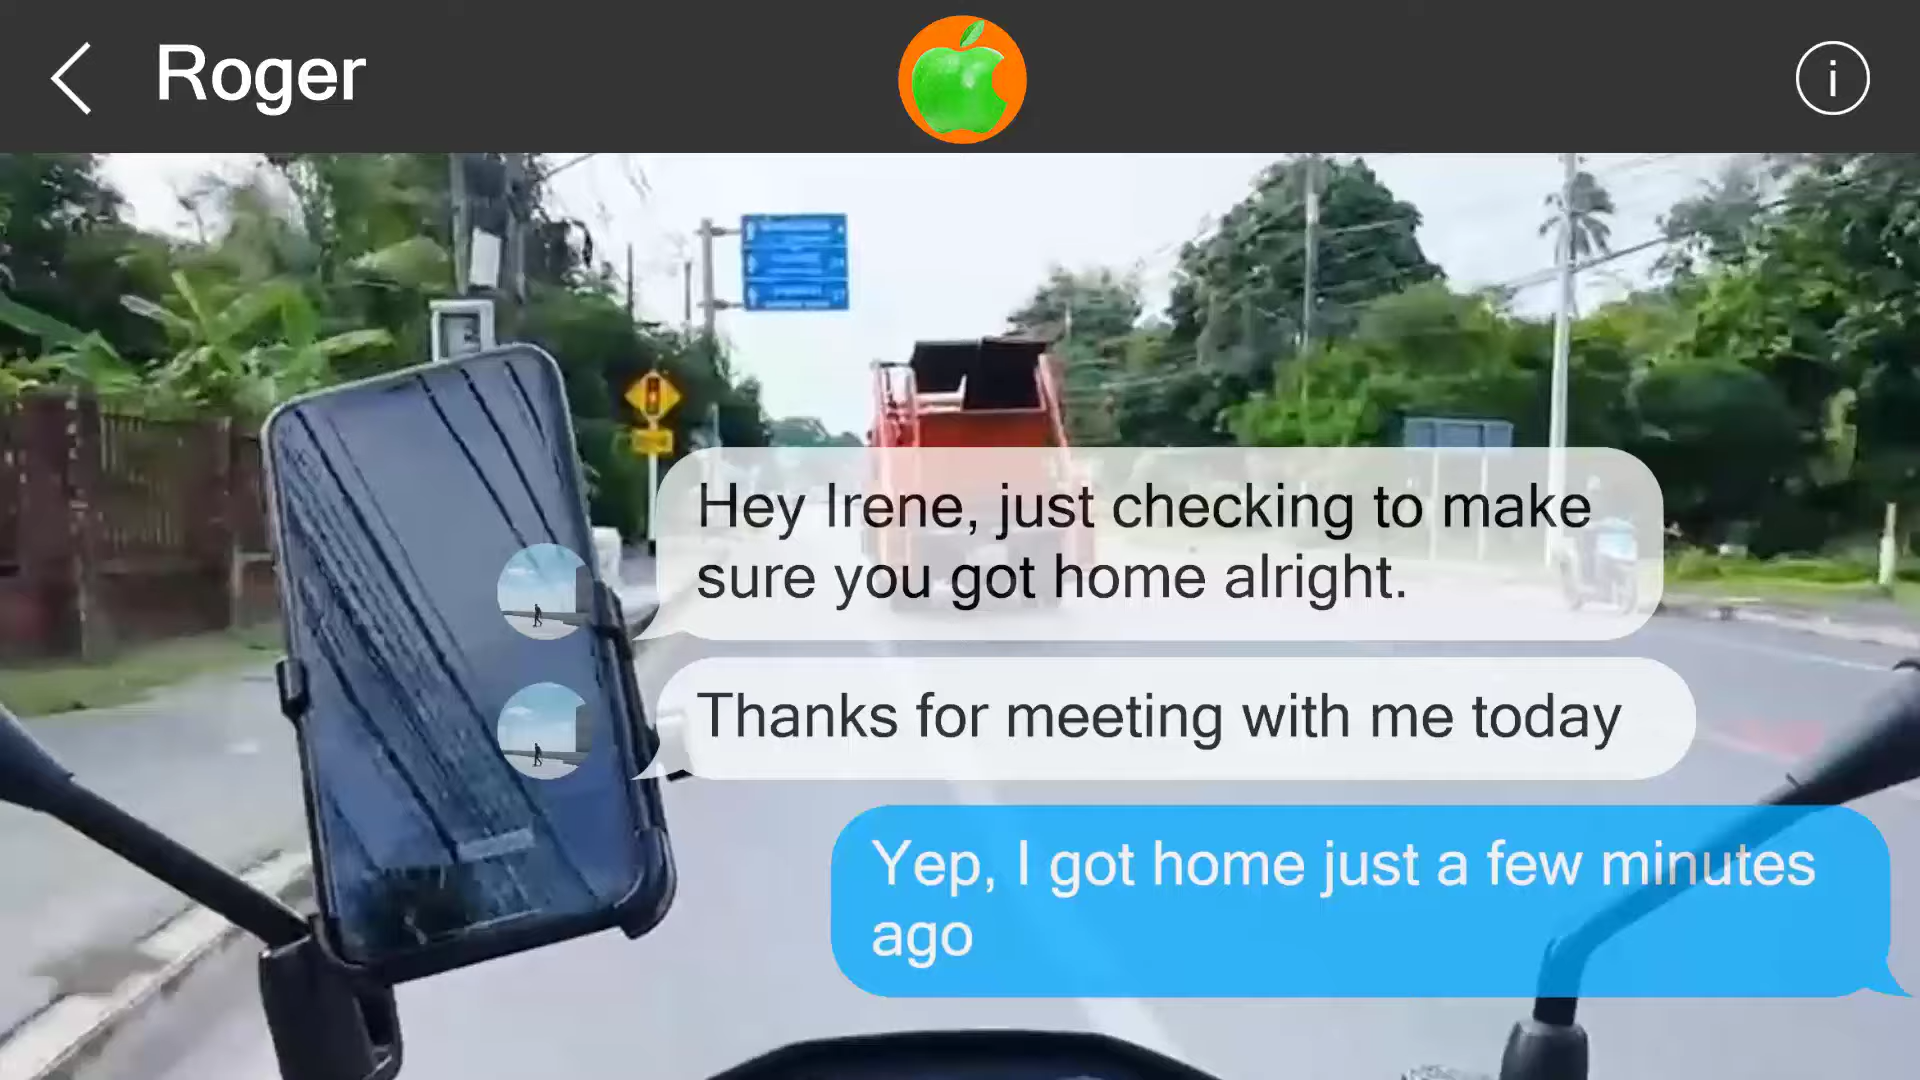 Roger
i
Hey Irene, just checking to make
sure you got home alright.
Thanks for meeting with me today
Yep, I got home just a few minutes
ago